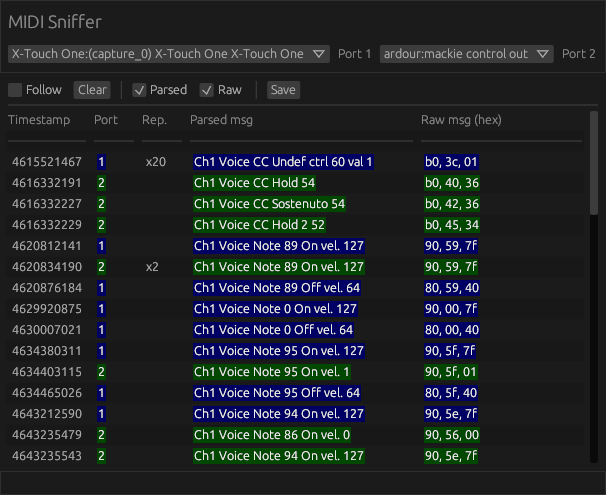 MIDI Sniffer
X-Touch One:(capture_0) X-Touch One X-Touch One Port 1 ardour:mackie control out Port 2
Follow Clear Parsed Raw Save
Timestamp Port Rep. Parsed msg Raw msg (hex)
4615521467 1 x20 Ch1 Voice CC Undef ctrl 60 val 1 b0, 3c, 01
4616332191 2 Ch1 Voice CC Hold 54 b0, 40, 36
4616332227 2 Ch1 Voice CC Sostenuto 54 b0, 42, 36
4616332229 2 Ch1 Voice CC Hold 2 52 b0, 45, 34
4620812141 1 Ch1 Voice Note 89 On vel. 127 90, 59, 7f
4620834190 2 x2 Ch1 Voice Note 89 On vel. 127 90, 59, 7f
4620876184 1 Ch1 Voice Note 89 Off vel. 64 80, 59, 40
4629920875 1 Ch1 Voice Note 0 On vel. 127 90, 00, 7f
4630007021 1 Ch1 Voice Note 0 Off vel. 64 80, 00, 40
4634380311 1 Ch1 Voice Note 95 On vel. 127 90, 5f, 7f
4634403115 2 Ch1 Voice Note 95 On vel. 1 90, 5f, 01
4634465026 1 Ch1 Voice Note 95 Off vel. 64 80, 5f, 40
4643212590 1 Ch1 Voice Note 94 On vel. 127 90, 5e, 7f
4643235479 2 Ch1 Voice Note 86 On vel. 0 90, 56, 00
4643235543 2 Ch1 Voice Note 94 On vel. 127 90, 5e, 7f